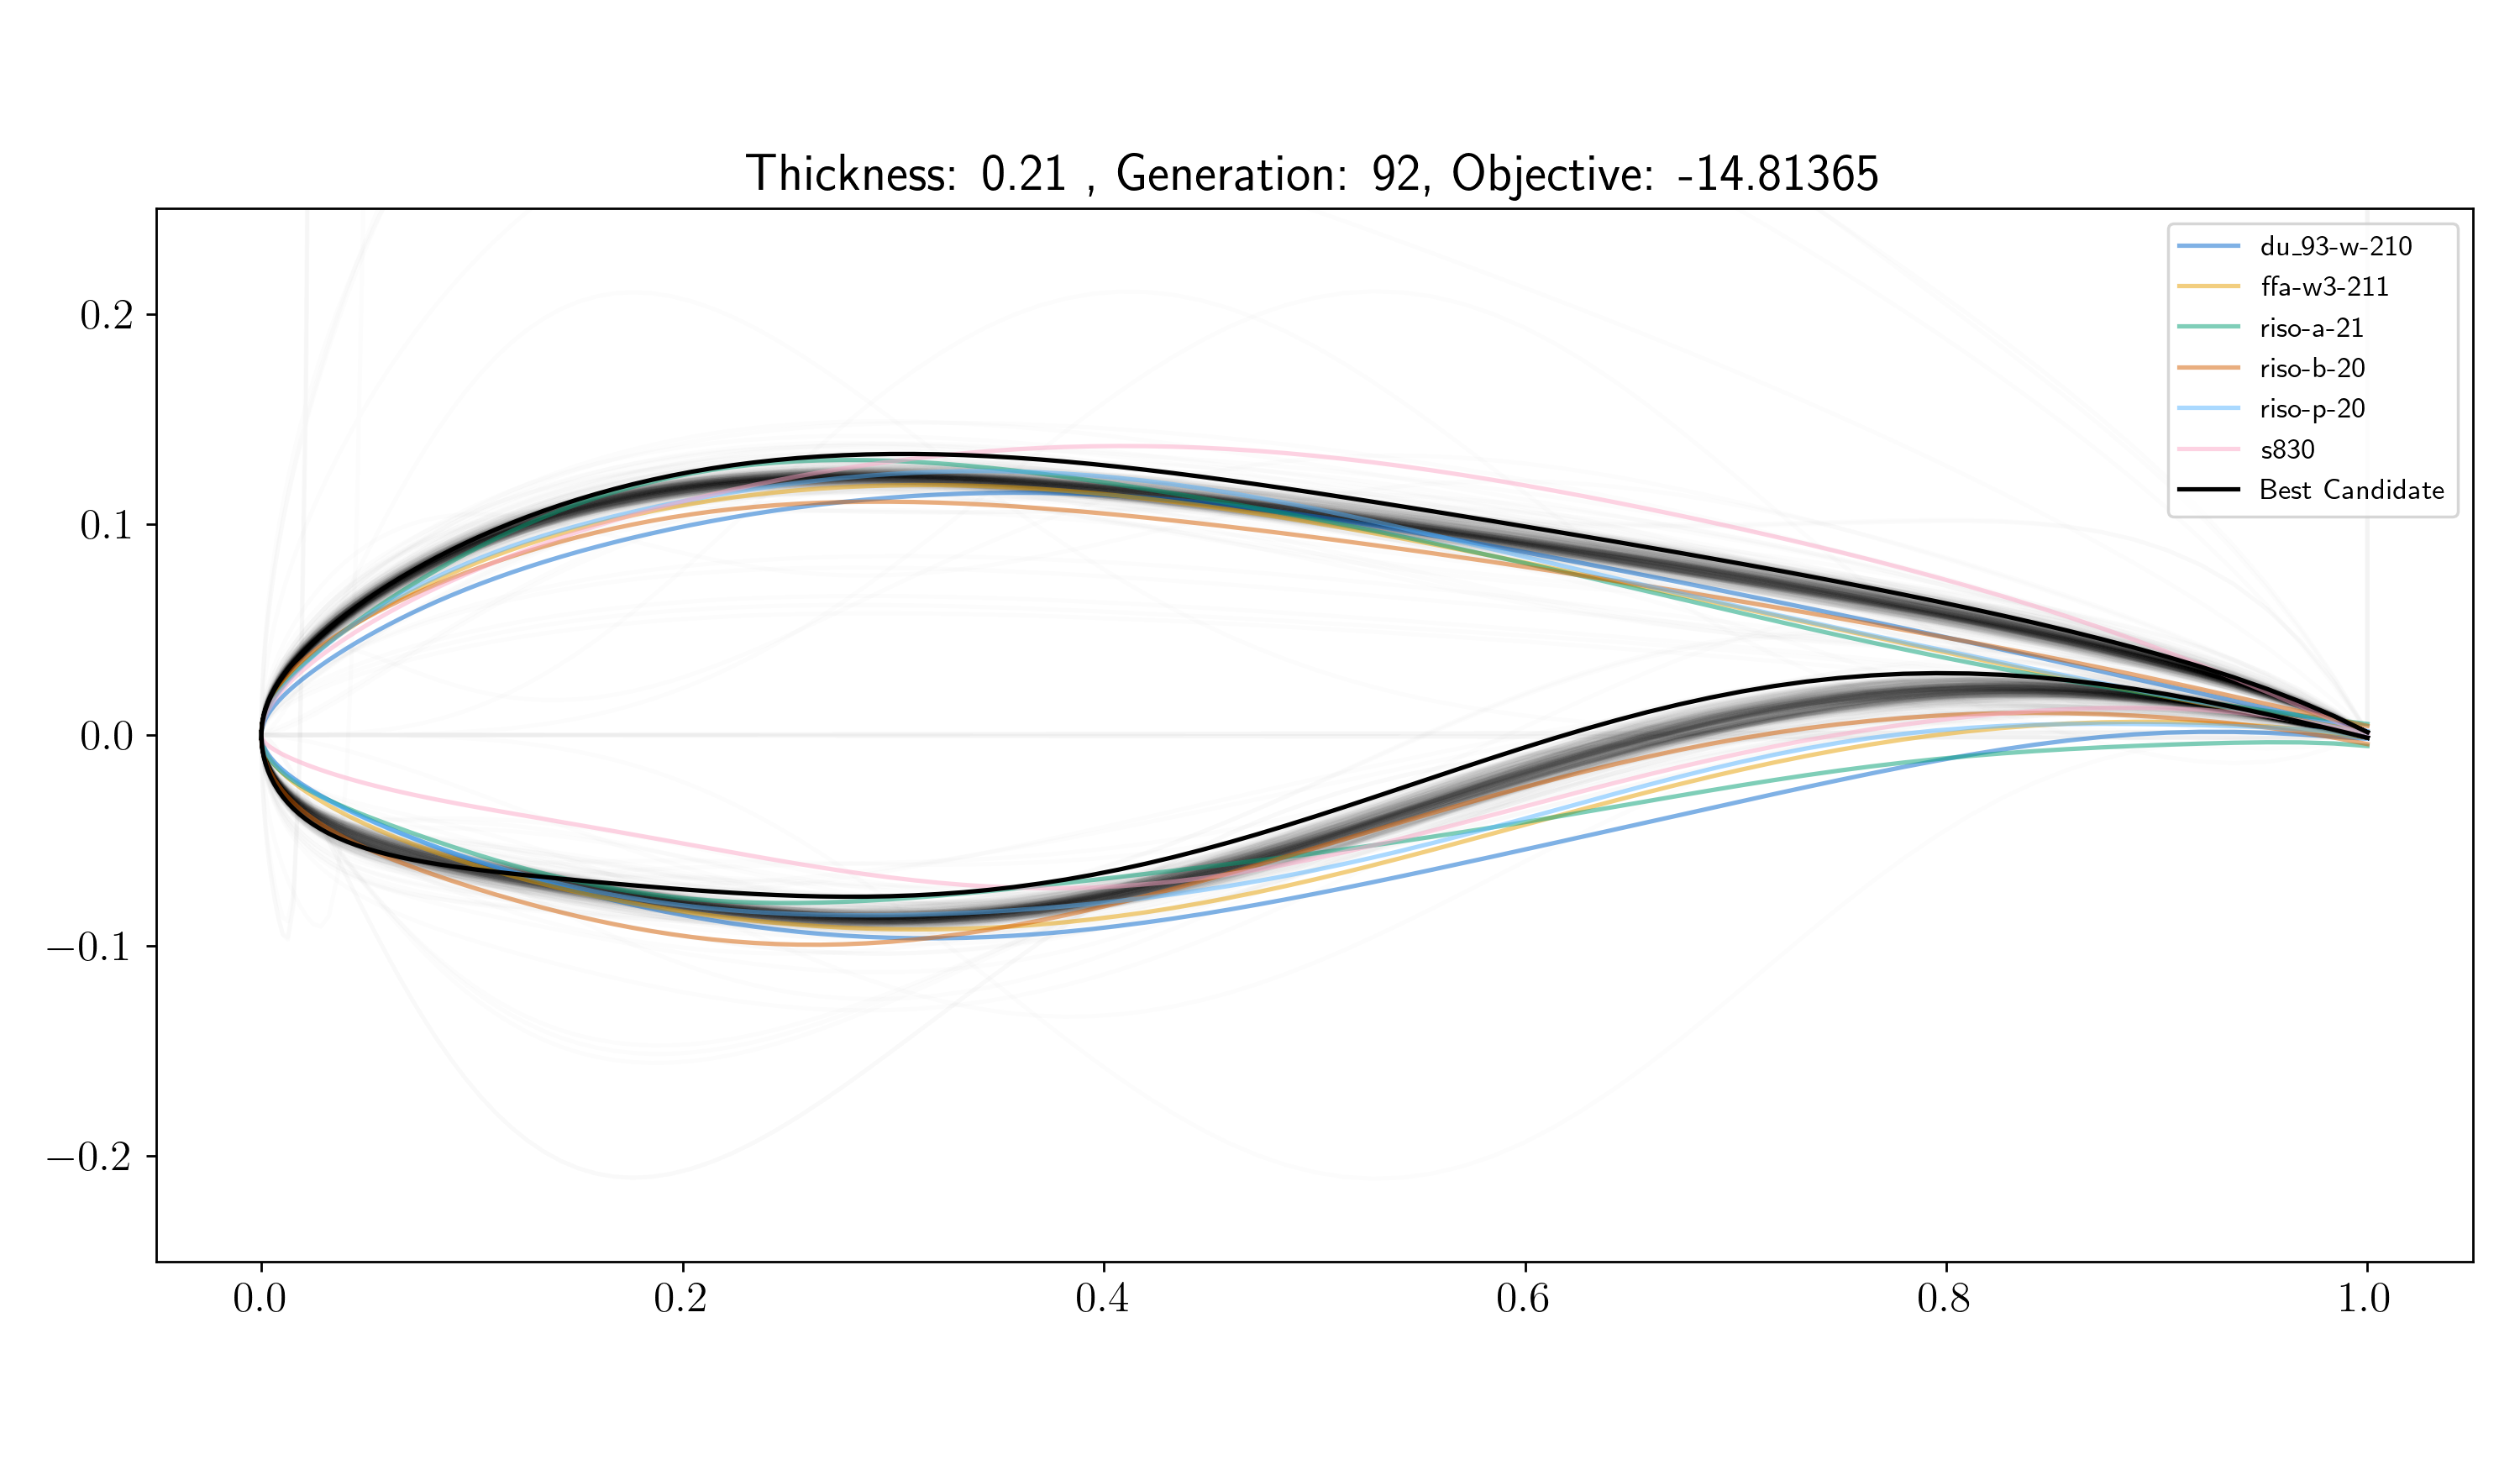 Thickness: 0.21 , Generation: 92, Objective: -14.81365
du_93-w-210
ffa-w3-211
riso-a-21
riso-b-20
riso-p-20
s830
Best Candidate
0.2
0.1
0.0
−0.1
−0.2
0.0 0.2 0.4 0.6 0.8 1.0